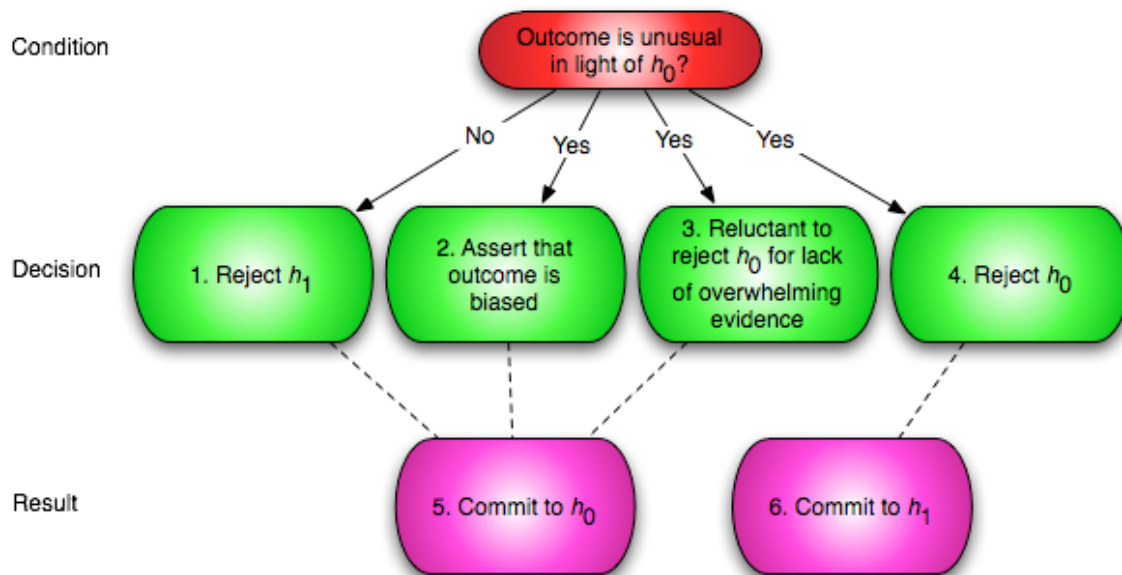 Condition
Outcome is unusual
in light of h0?
No
Yes
Yes
Yes
Decision
1. Reject h1
2. Assert that
outcome is
biased
3. Reluctant to
reject h0 for lack
of overwhelming
evidence
4. Reject h0
Result
5. Commit to h0
6. Commit to h1